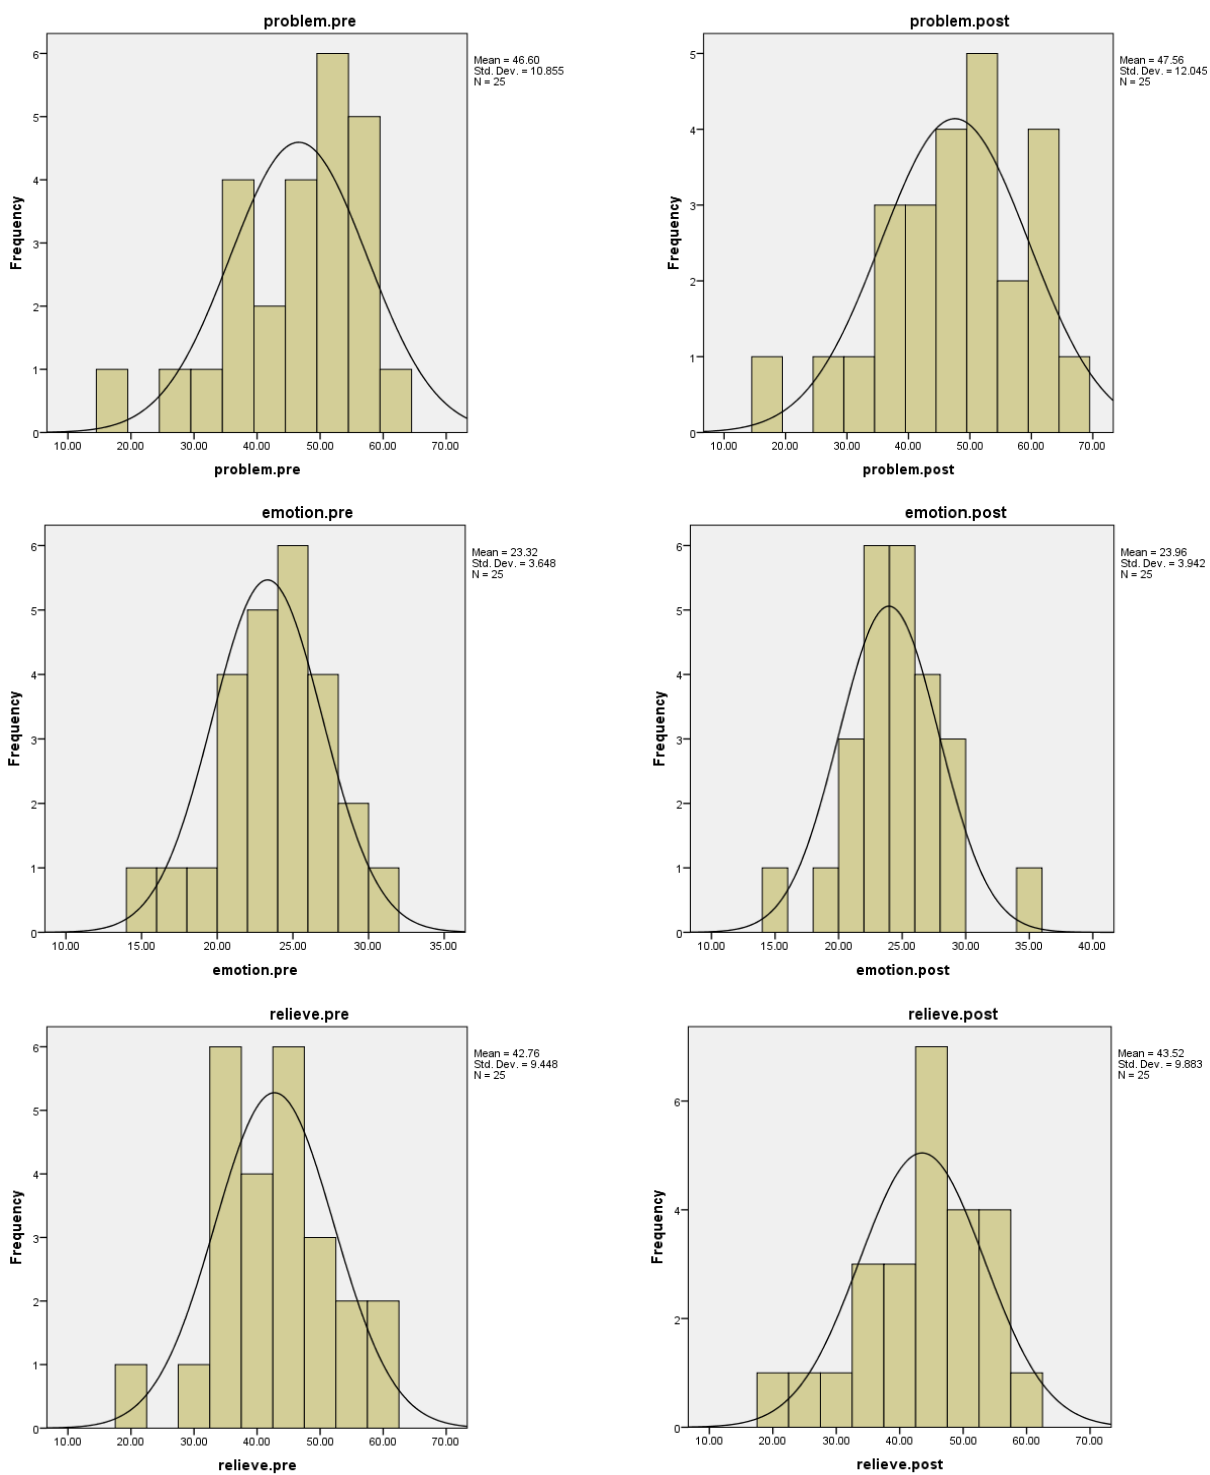 problem.pre
Mean = 46.60
Std. Dev. = 10.855
N = 25
6
5
4
3
2
1
0
Frequency
10.00 20.00 30.00 40.00 50.00 60.00 70.00
problem.pre
problem.post
Mean = 47.56
Std. Dev. = 12.045
N = 25
5
4
3
2
1
0
Frequency
10.00 20.00 30.00 40.00 50.00 60.00 70.00
problem.post
emotion.pre
Mean = 23.32
Std. Dev. = 3.648
N = 25
6
5
4
3
2
1
0
Frequency
10.00 15.00 20.00 25.00 30.00 35.00
emotion.pre
emotion.post
Mean = 23.96
Std. Dev. = 3.942
N = 25
6
5
4
3
2
1
0
Frequency
10.00 15.00 20.00 25.00 30.00 35.00 40.00
emotion.post
relieve.pre
Mean = 42.76
Std. Dev. = 9.448
N = 25
6
5
4
3
2
1
0
Frequency
10.00 20.00 30.00 40.00 50.00 60.00 70.00
relieve.pre
relieve.post
Mean = 43.52
Std. Dev. = 9.883
N = 25
6
4
2
0
Frequency
10.00 20.00 30.00 40.00 50.00 60.00 70.00
relieve.post